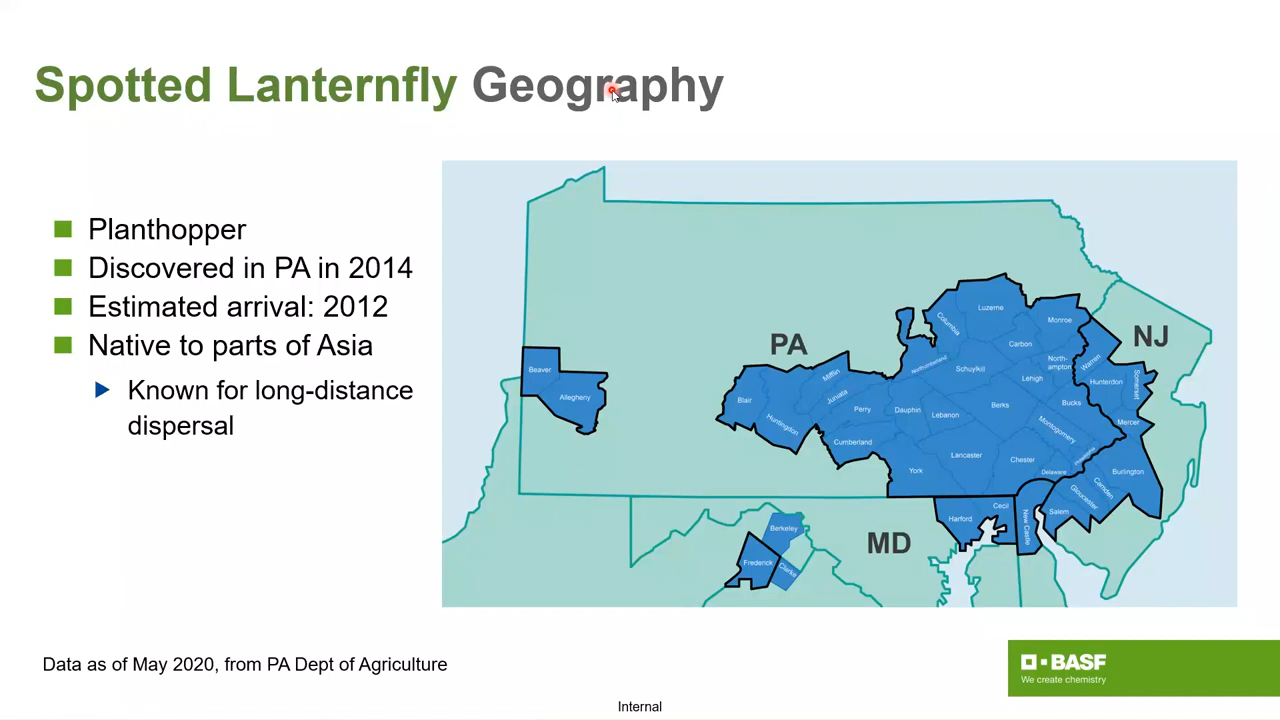 Spotted Lanternfly Geography
Planthopper
Discovered in PA in 2014
Estimated arrival: 2012
Native to parts of Asia
Known for long-distance
dispersal
PA
NJ
MD
Beaver
Allegheny
Blair
Huntingdon
Mifflin
Juniata
Perry
Cumberland
Dauphin
York
Lebanon
Lancaster
Northumberland
Columbia
Luzerne
Schuylkill
Carbon
Monroe
North-
ampton
Lehigh
Berks
Bucks
Montgomery
Chester
Delaware
Philadelphia
Warren
Hunterdon
Somerset
Mercer
Burlington
Camden
Gloucester
Salem
New Castle
Cecil
Harford
Berkeley
Frederick
Clarke
Data as of May 2020, from PA Dept of Agriculture
BASF
We create chemistry
Internal